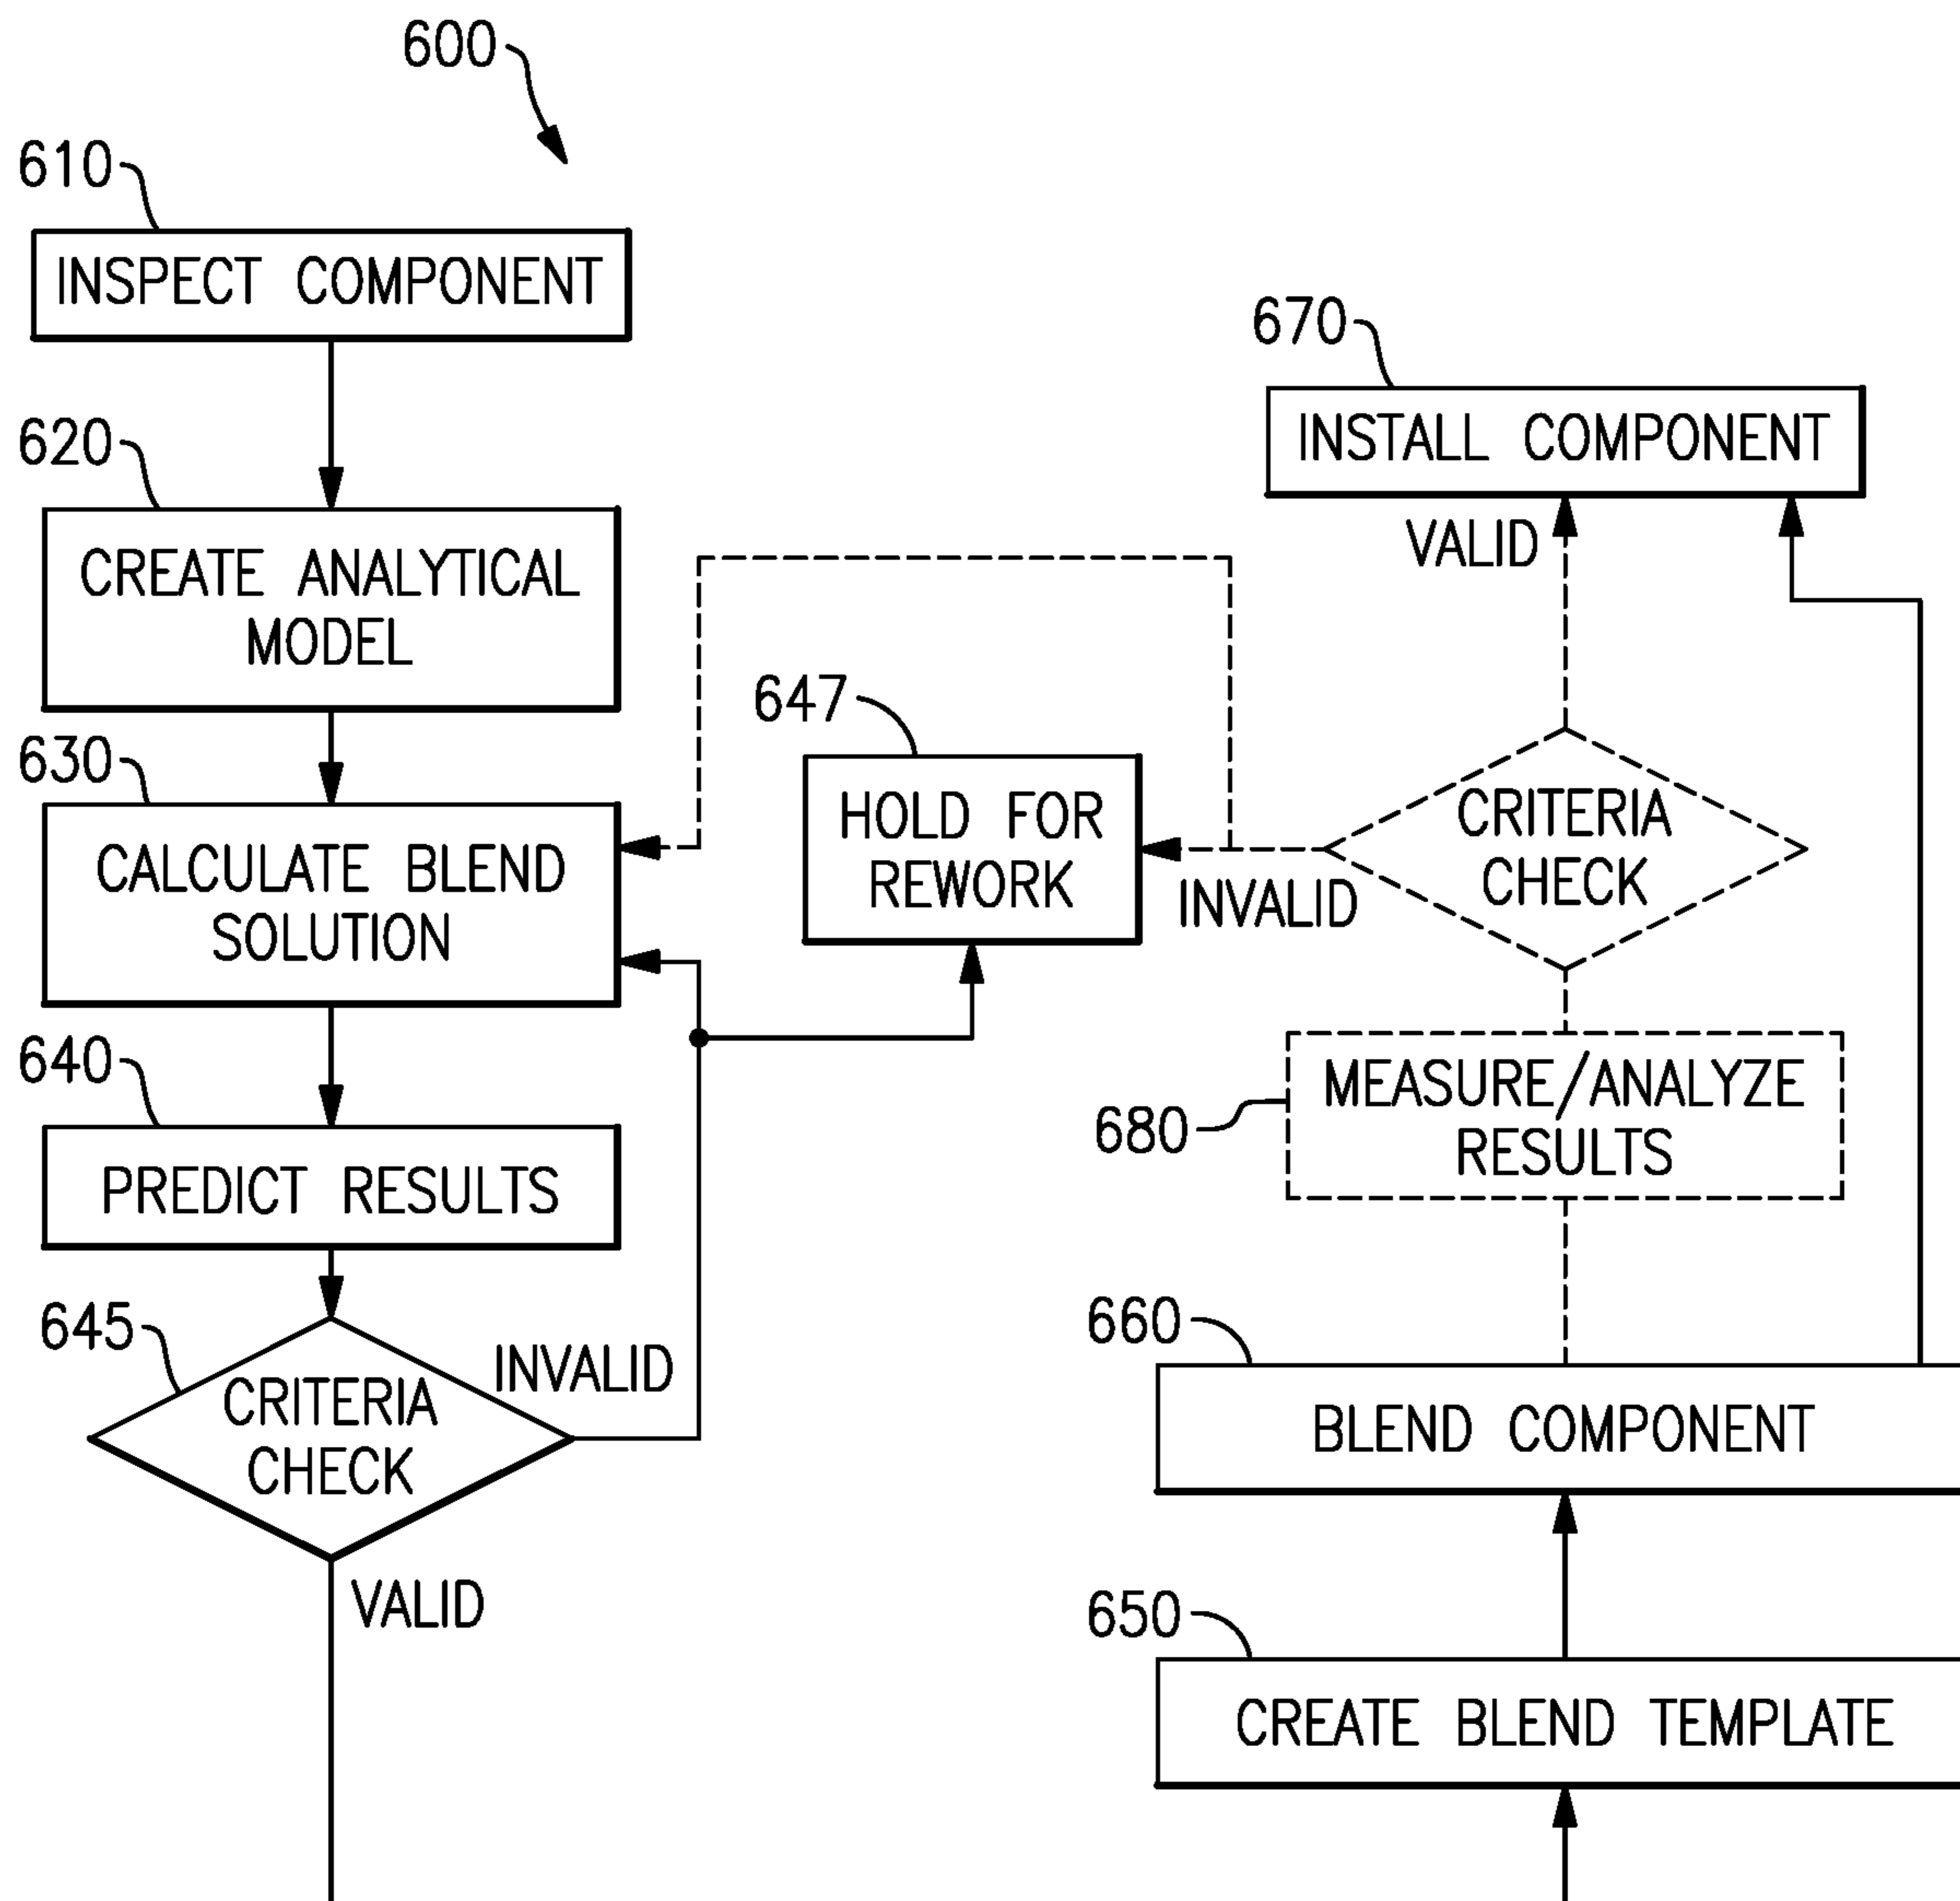 600
610
INSPECT COMPONENT
620
CREATE ANALYTICAL
MODEL
630
CALCULATE BLEND
SOLUTION
640
PREDICT RESULTS
645
CRITERIA
CHECK
INVALID
VALID
647
HOLD FOR
REWORK
670
INSTALL COMPONENT
VALID
CRITERIA
CHECK
INVALID
680
MEASURE/ANALYZE
RESULTS
660
BLEND COMPONENT
650
CREATE BLEND TEMPLATE